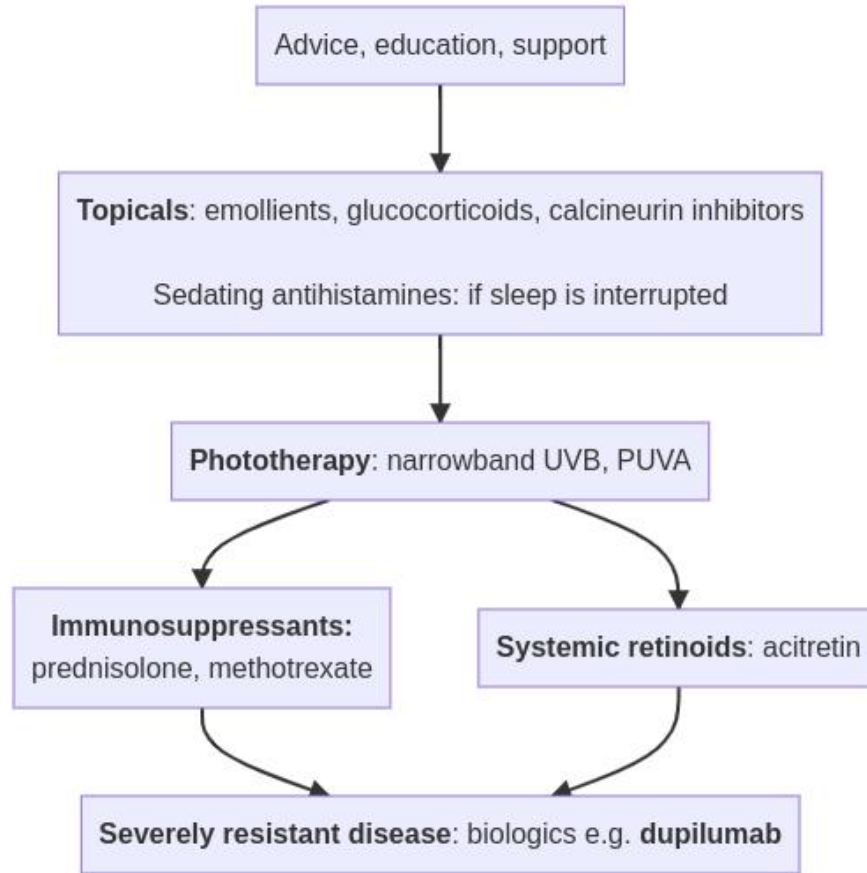 Advice, education, support
Topicals: emollients, glucocorticoids, calcineurin inhibitors
Sedating antihistamines: if sleep is interrupted
Phototherapy: narrowband UVB, PUVA
Immunosuppressants:
prednisolone, methotrexate
Systemic retinoids: acitretin
Severely resistant disease: biologics e.g. dupilumab